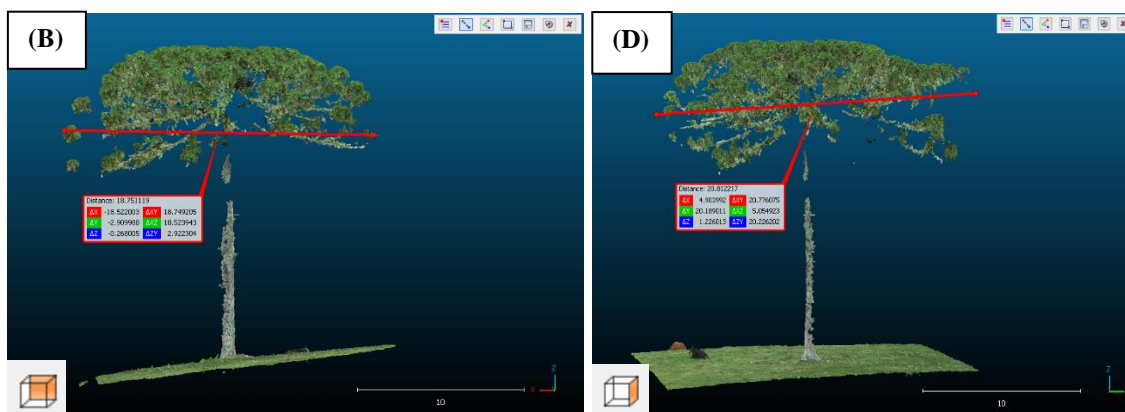 (B)
Distance: 18.751119
ΔX -18.522003 ΔXY 18.749205
ΔY -2.909988 ΔXZ 18.523943
ΔZ -0.268005 ΔZY 2.922304
Z
X
10
(D)
Distance: 20.812217
ΔX 4.903992 ΔXY 20.776075
ΔY 20.189011 ΔXZ 5.054923
ΔZ 1.226013 ΔZY 20.226202
Z
10